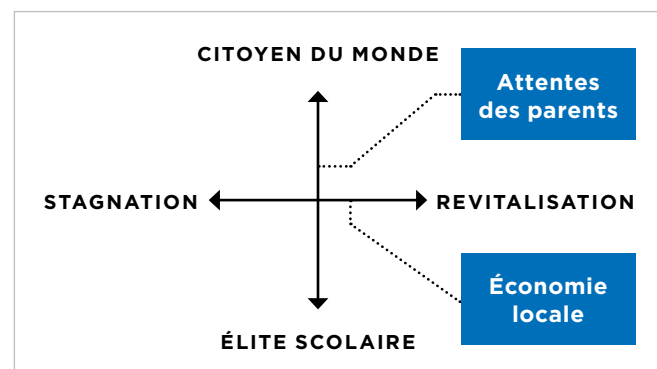 CITOYEN DU MONDE
Attentes
des parents
STAGNATION
REVITALISATION
Économie
locale
ÉLITE SCOLAIRE